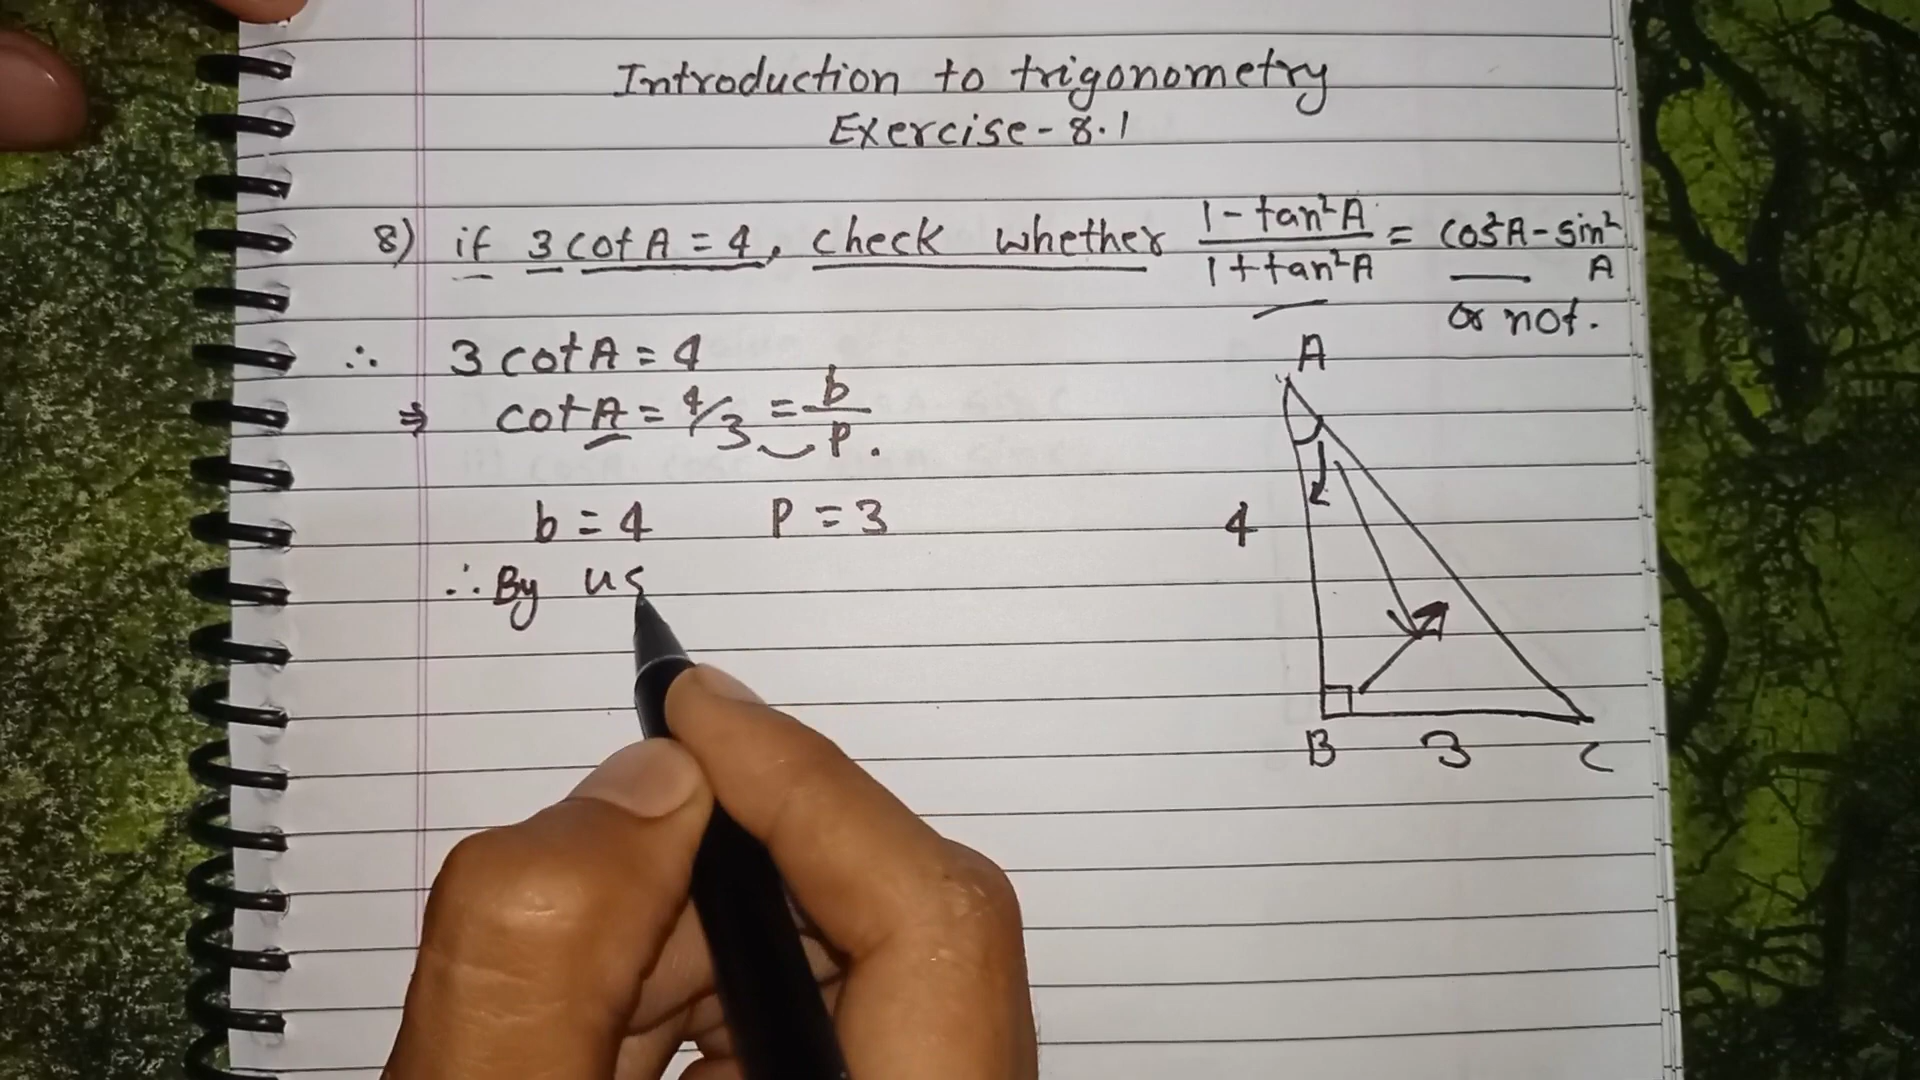 Introduction to trigonometry
Exercise - 8.1
8) if 3 cot A = 4, check whether 1 - tan²A / 1 + tan²A = cos²A - sin² A
or not.
∴ 3 cot A = 4
⇒ cot A = 4/3 = b/P.
b = 4 P = 3
∴ By us
A
4
B 3 C